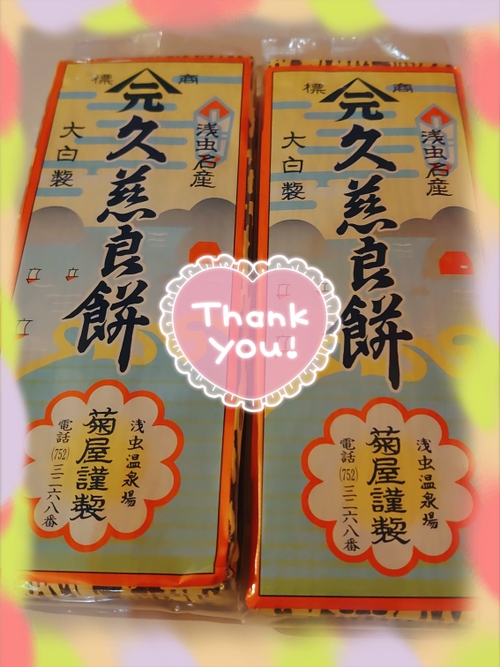 商標
元
久慈良餅
浅虫名産
大白製
浅虫温泉場
菊屋謹製
電話(752)三二六八番
商標
元
久慈良餅
浅虫名産
大白製
浅虫温泉場
菊屋謹製
電話(752)三二六八番
Thank
you!